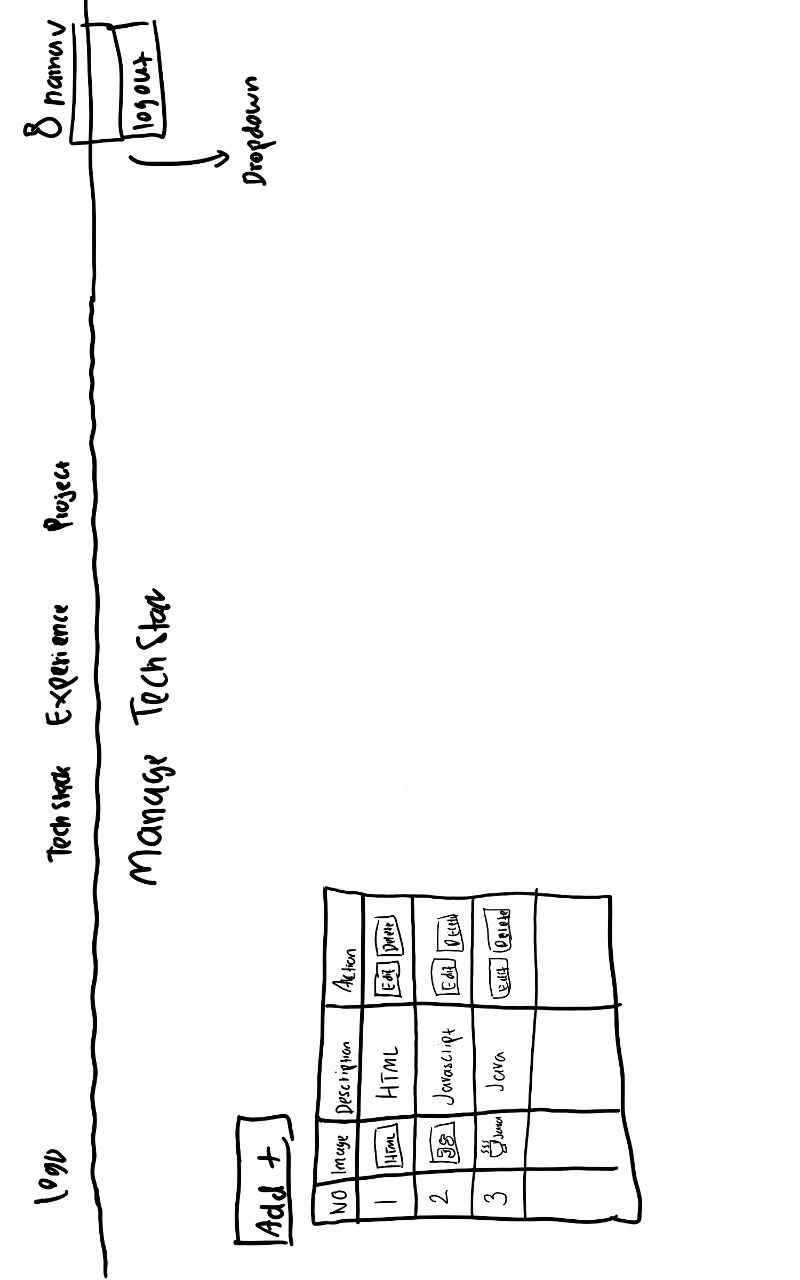 Logo Tech Stack Experience Project nama v
Manage Tech Stack
logout
Dropdown
Add +
NO Image Description Action
1 HTML HTML Edit Delete
2 JS Javascript Edit Delete
3 Java Java Edit Delete